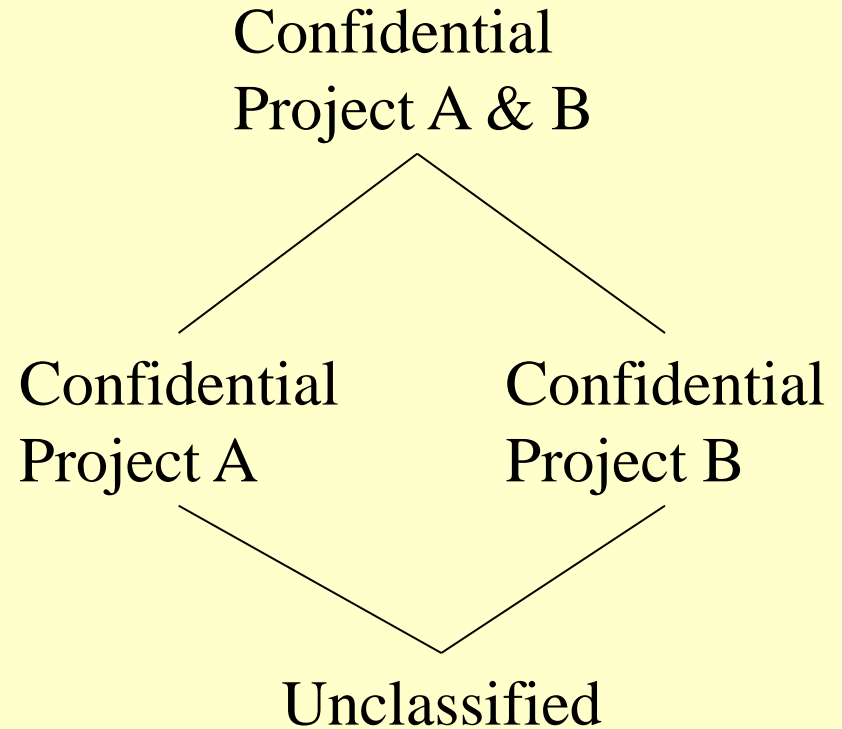 Confidential
Project A & B
Confidential
Project A
Confidential
Project B
Unclassified